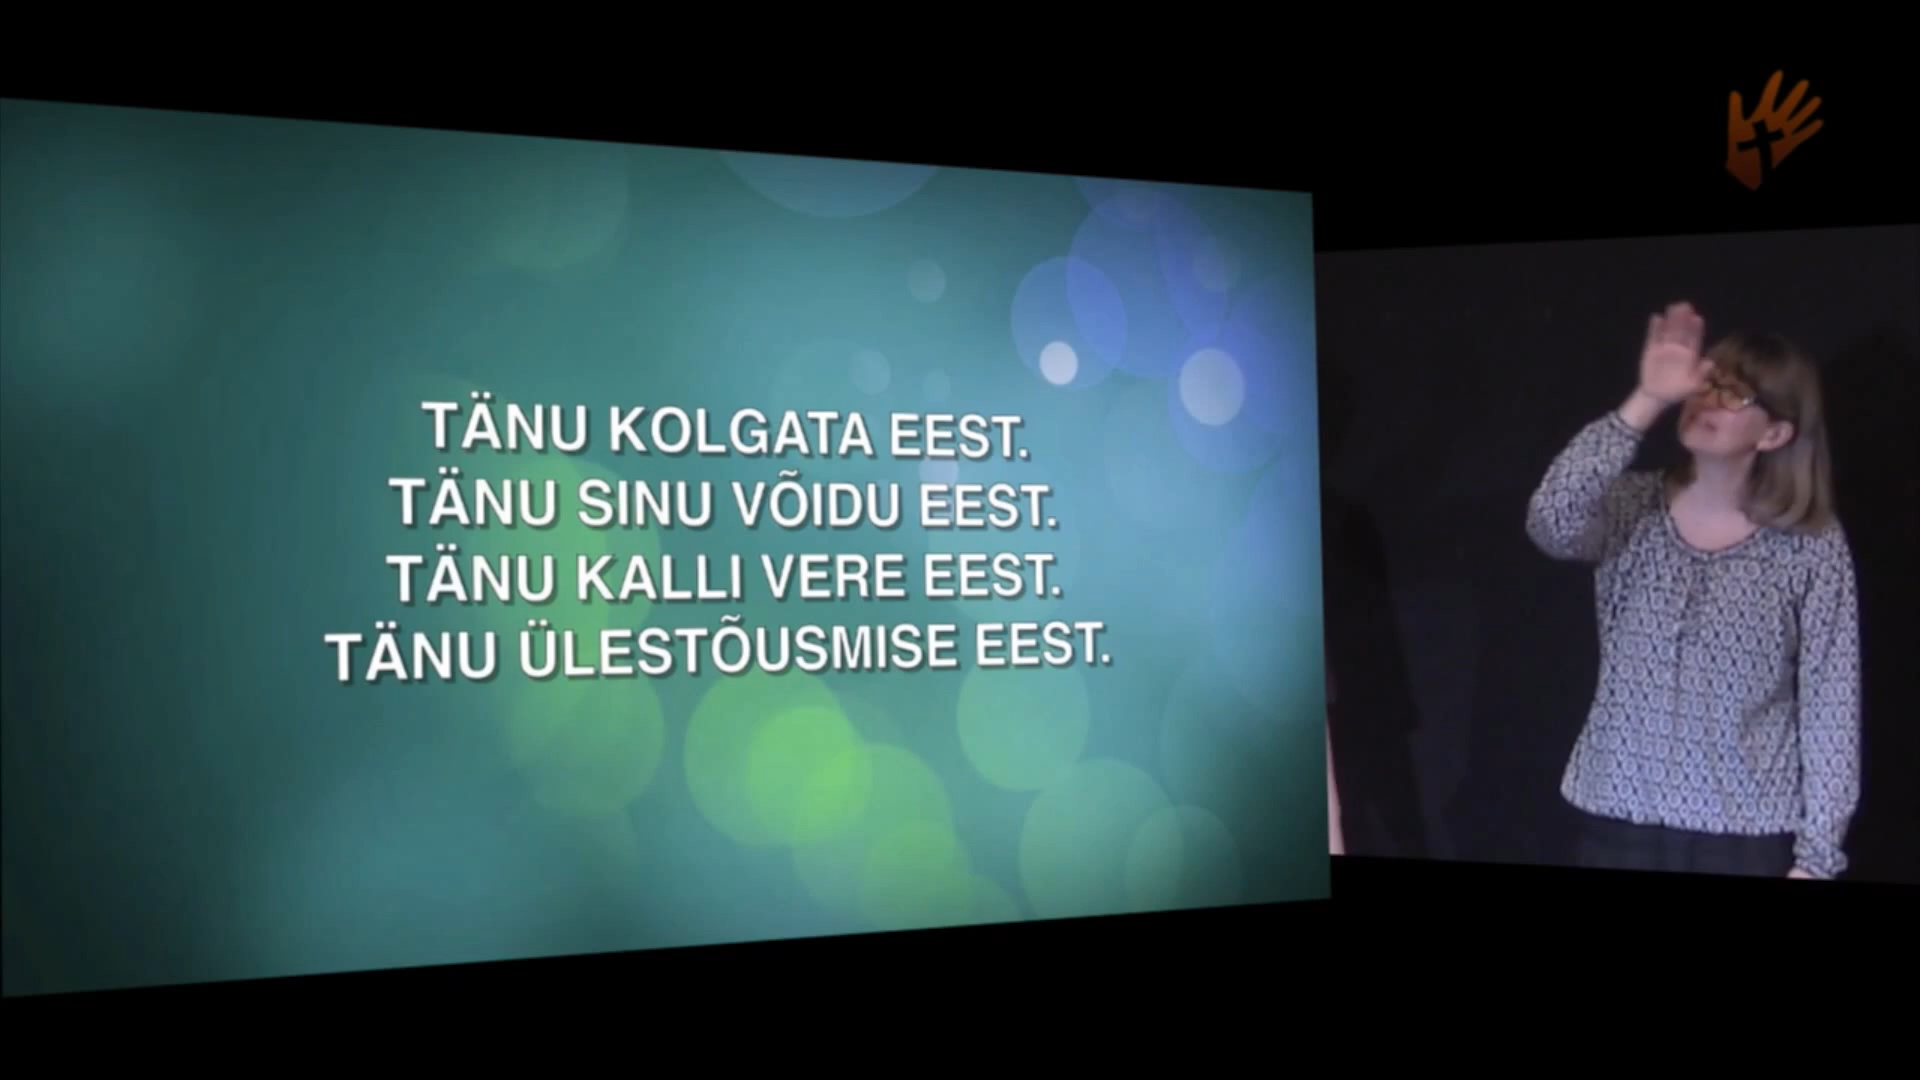 TÄNU KOLGATA EEST.
TÄNU SINU VÕIDU EEST.
TÄNU KALLI VERE EEST.
TÄNU ÜLESTÕUSMISE EEST.